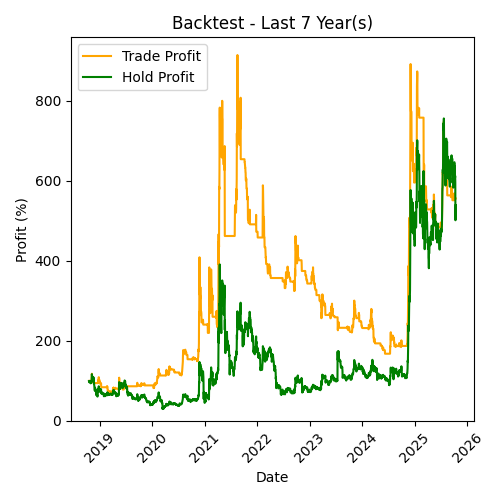 Backtest - Last 7 Year(s)
Trade Profit
Hold Profit
Profit (%)
800
600
400
200
0
2019 2020 2021 2022 2023 2024 2025 2026
Date